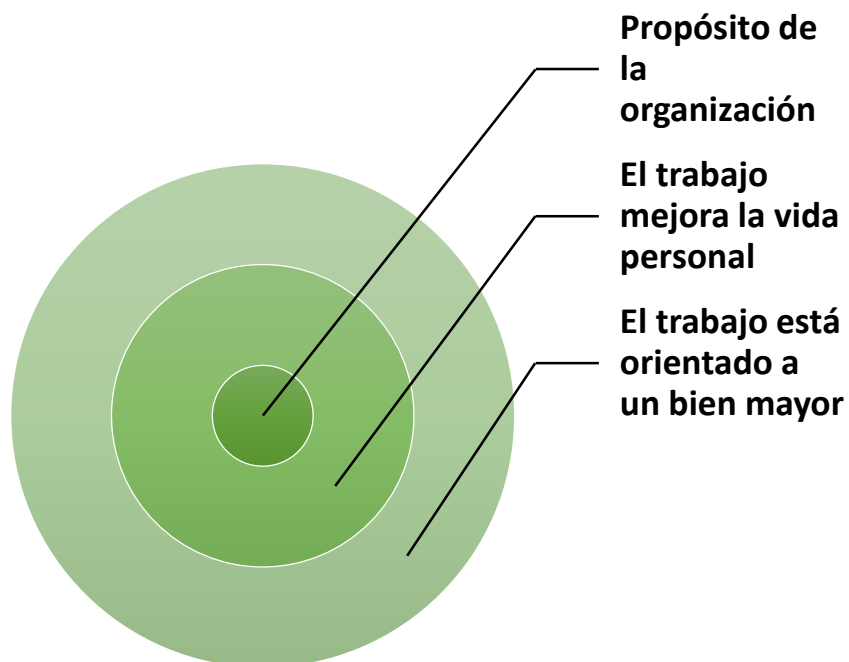 Propósito de
la
organización
El trabajo
mejora la vida
personal
El trabajo está
orientado a
un bien mayor